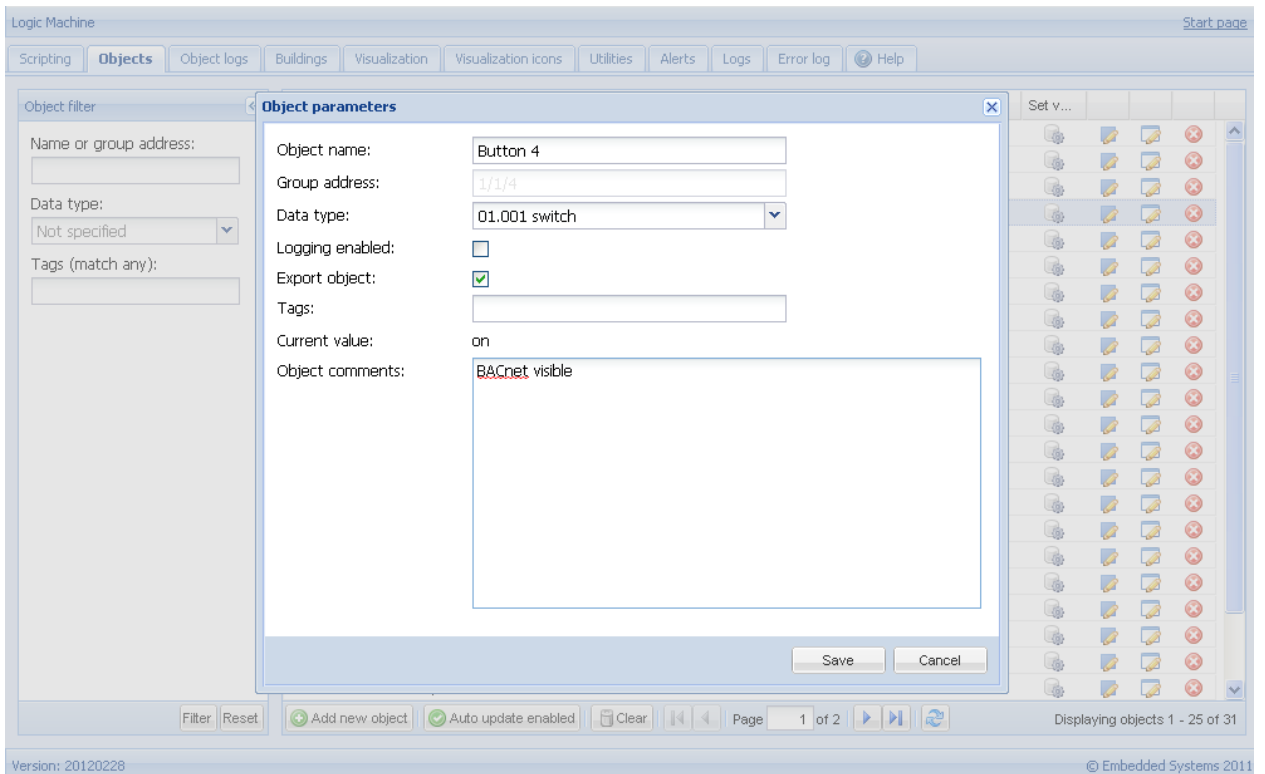 Logic Machine Start page
Scripting Objects Object logs Buildings Visualization Visualization icons Utilities Alerts Logs Error log Help
Object filter
Name or group address:
Data type:
Not specified
Tags (match any):
Filter Reset
Object parameters
Object name: Button 4
Group address: 1/1/4
Data type: 01.001 switch
Logging enabled:
Export object:
Tags:
Current value: on
Object comments: BACnet visible
Save Cancel
Set v...
Add new object Auto update enabled Clear Page 1 of 2 Displaying objects 1 - 25 of 31
Version: 20120228 © Embedded Systems 2011